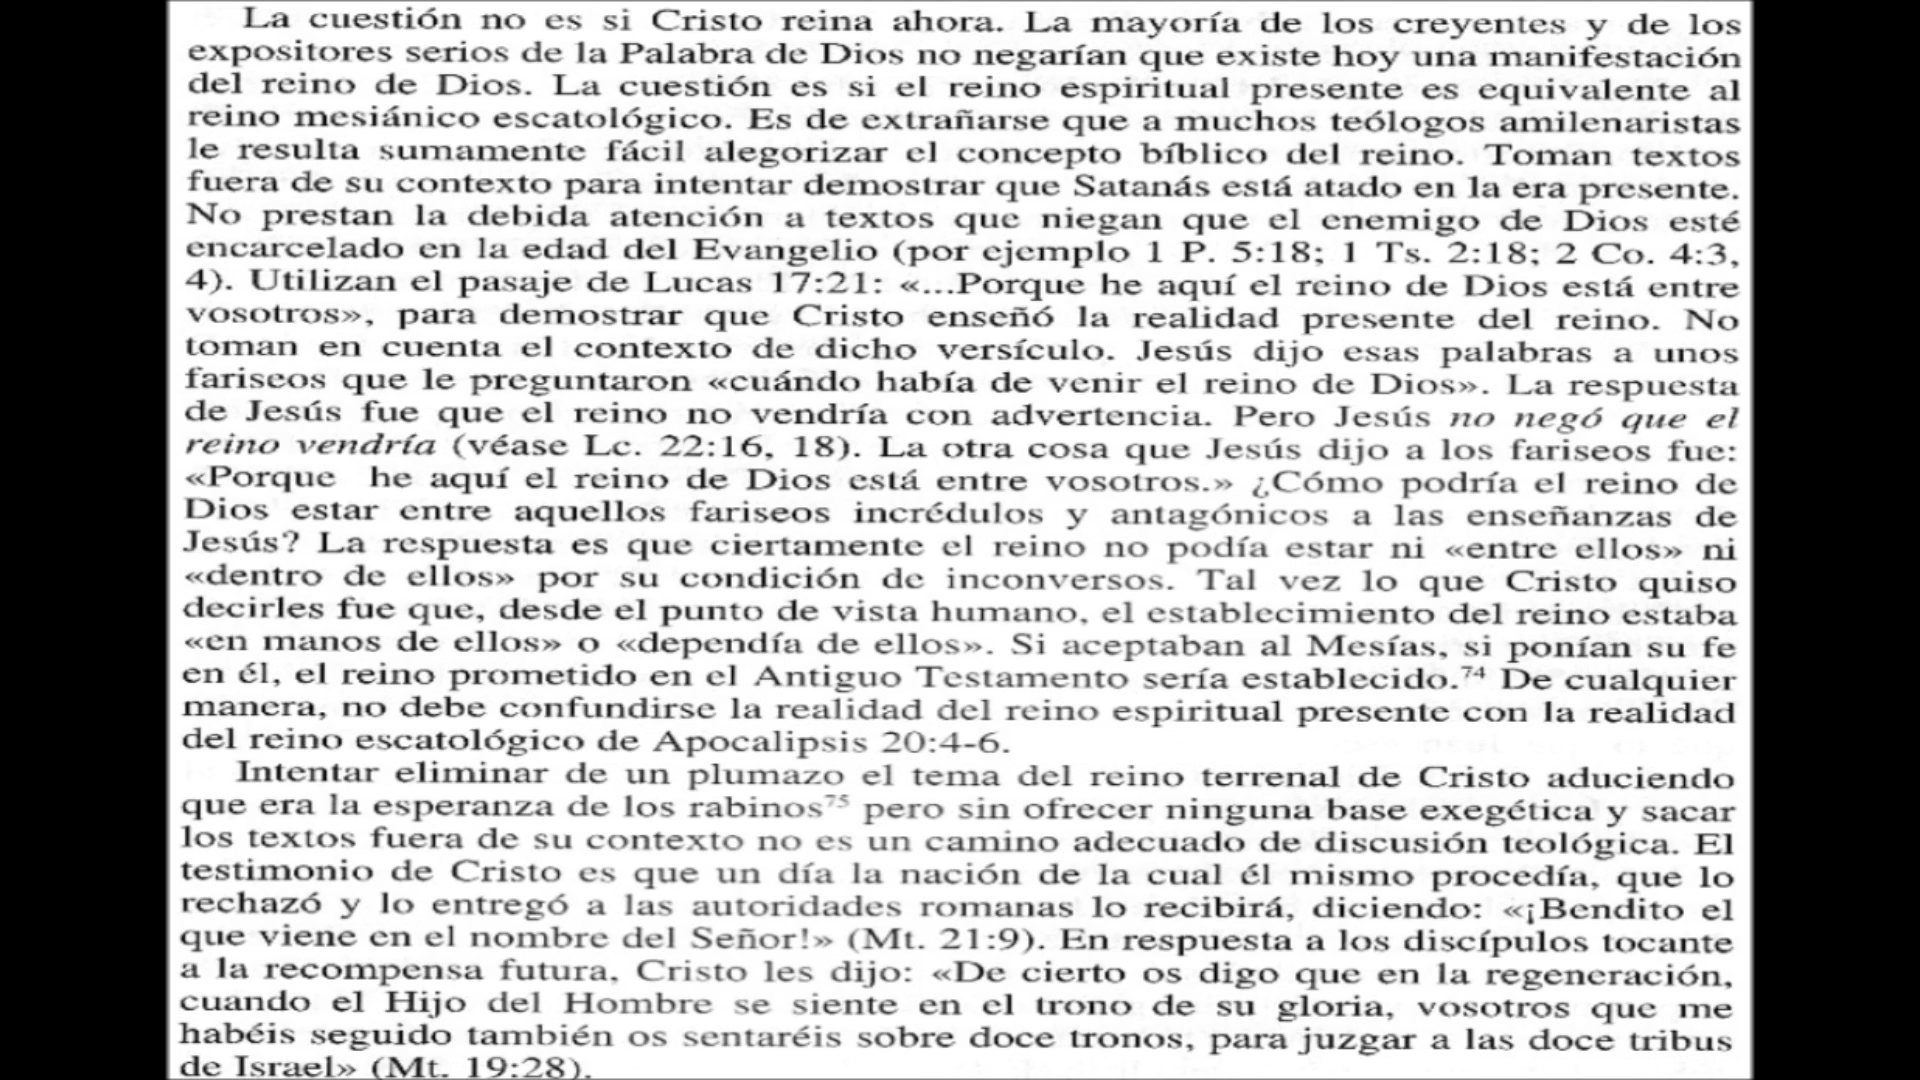 La cuestión no es si Cristo reina ahora. La mayoría de los creyentes y de los
expositores serios de la Palabra de Dios no negarían que existe hoy una manifestación
del reino de Dios. La cuestión es si el reino espiritual presente es equivalente al
reino mesiánico escatológico. Es de extrañarse que a muchos teólogos amilenaristas
le resulta sumamente fácil alegorizar el concepto bíblico del reino. Toman textos
fuera de su contexto para intentar demostrar que Satanás está atado en la era presente.
No prestan la debida atención a textos que niegan que el enemigo de Dios esté
encarcelado en la edad del Evangelio (por ejemplo 1 P. 5:18; 1 Ts. 2:18; 2 Co. 4:3,
4). Utilizan el pasaje de Lucas 17:21: «...Porque he aquí el reino de Dios está entre
vosotros», para demostrar que Cristo enseñó la realidad presente del reino. No
toman en cuenta el contexto de dicho versículo. Jesús dijo esas palabras a unos
fariseos que le preguntaron «cuándo había de venir el reino de Dios». La respuesta
de Jesús fue que el reino no vendría con advertencia. Pero Jesús no negó que el
reino vendría (véase Lc. 22:16, 18). La otra cosa que Jesús dijo a los fariseos fue:
«Porque he aquí el reino de Dios está entre vosotros.» ¿Cómo podría el reino de
Dios estar entre aquellos fariseos incrédulos y antagónicos a las enseñanzas de
Jesús? La respuesta es que ciertamente el reino no podía estar ni «entre ellos» ni
«dentro de ellos» por su condición de inconversos. Tal vez lo que Cristo quiso
decirles fue que, desde el punto de vista humano, el establecimiento del reino estaba
«en manos de ellos» o «dependía de ellos». Si aceptaban al Mesías, si ponían su fe
en él, el reino prometido en el Antiguo Testamento sería establecido.74 De cualquier
manera, no debe confundirse la realidad del reino espiritual presente con la realidad
del reino escatológico de Apocalipsis 20:4-6.
Intentar eliminar de un plumazo el tema del reino terrenal de Cristo aduciendo
que era la esperanza de los rabinos75 pero sin ofrecer ninguna base exegética y sacar
los textos fuera de su contexto no es un camino adecuado de discusión teológica. El
testimonio de Cristo es que un día la nación de la cual él mismo procedía, que lo
rechazó y lo entregó a las autoridades romanas lo recibirá, diciendo: «¡Bendito el
que viene en el nombre del Señor!» (Mt. 21:9). En respuesta a los discípulos tocante
a la recompensa futura, Cristo les dijo: «De cierto os digo que en la regeneración,
cuando el Hijo del Hombre se siente en el trono de su gloria, vosotros que me
habéis seguido también os sentaréis sobre doce tronos, para juzgar a las doce tribus
de Israel» (Mt. 19:28).